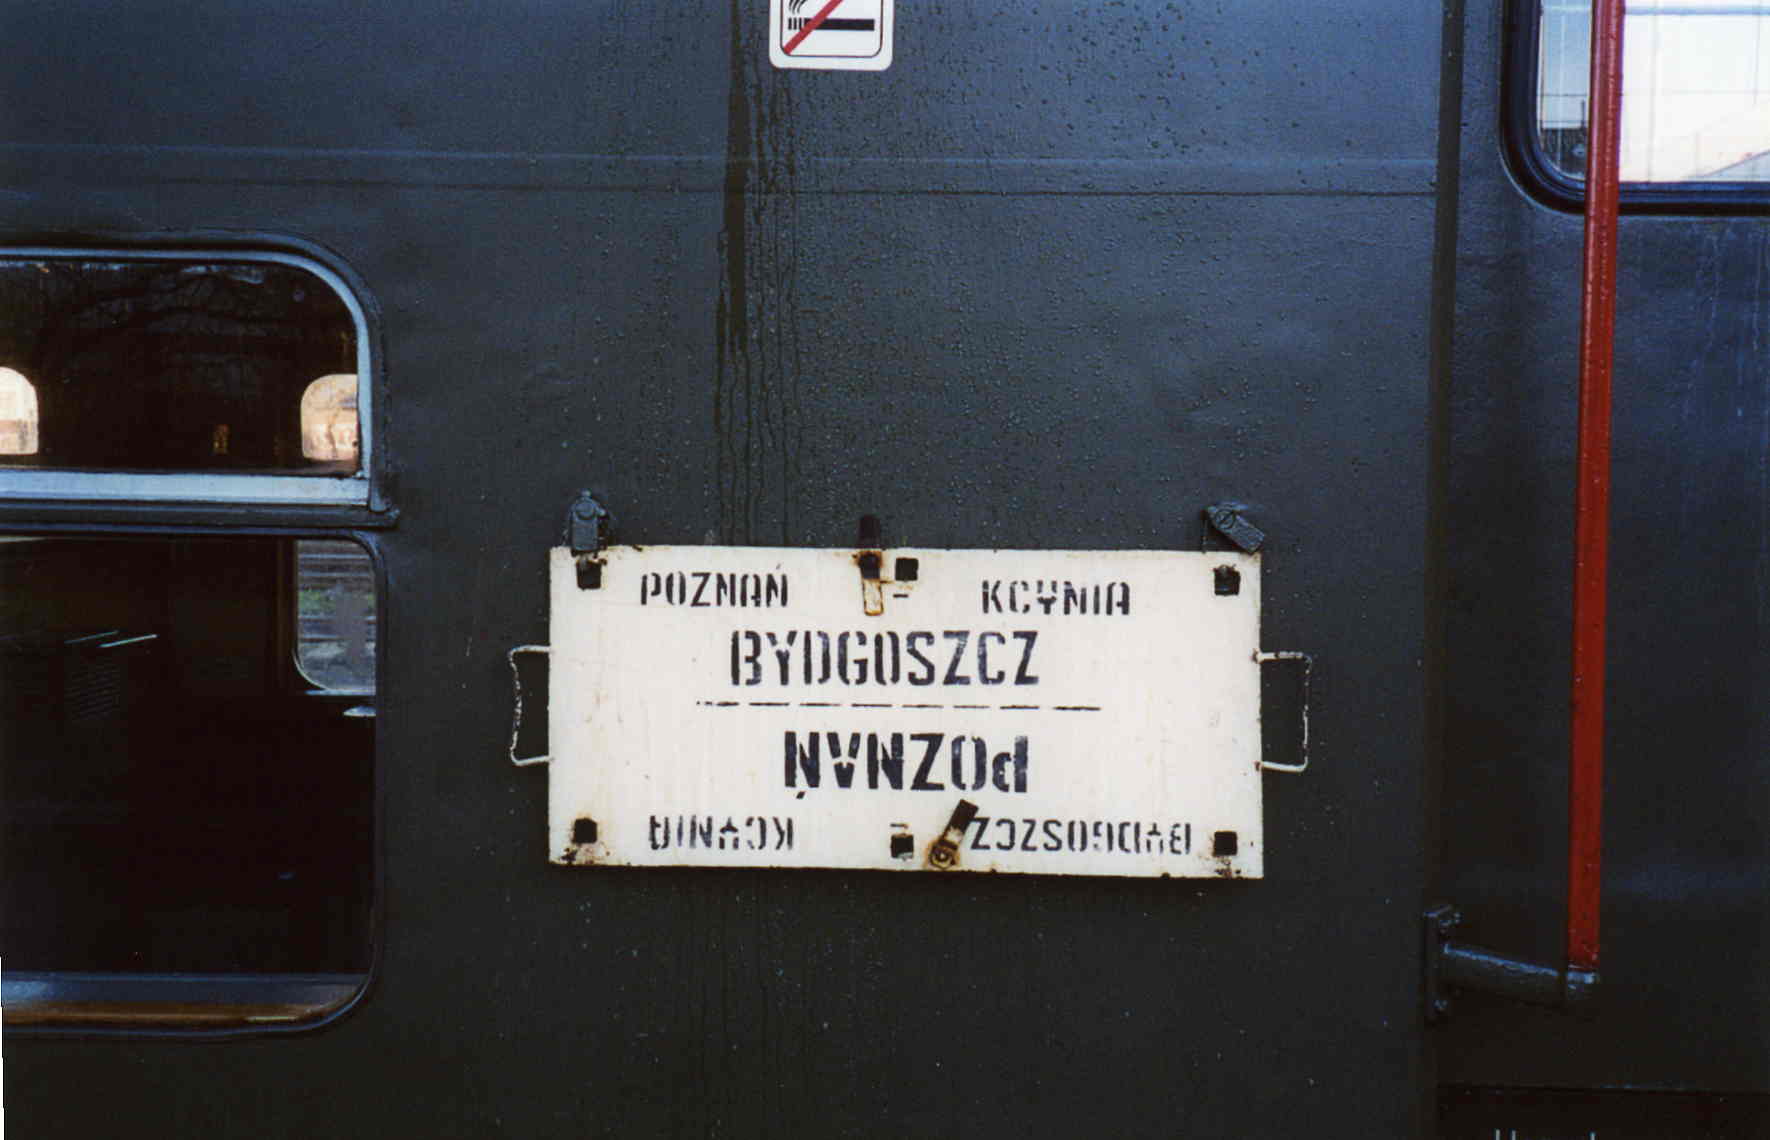 POZNAŃ - KCYNIA
BYDGOSZCZ
POZNAŃ
BYDGOSZCZ - KCYNIA